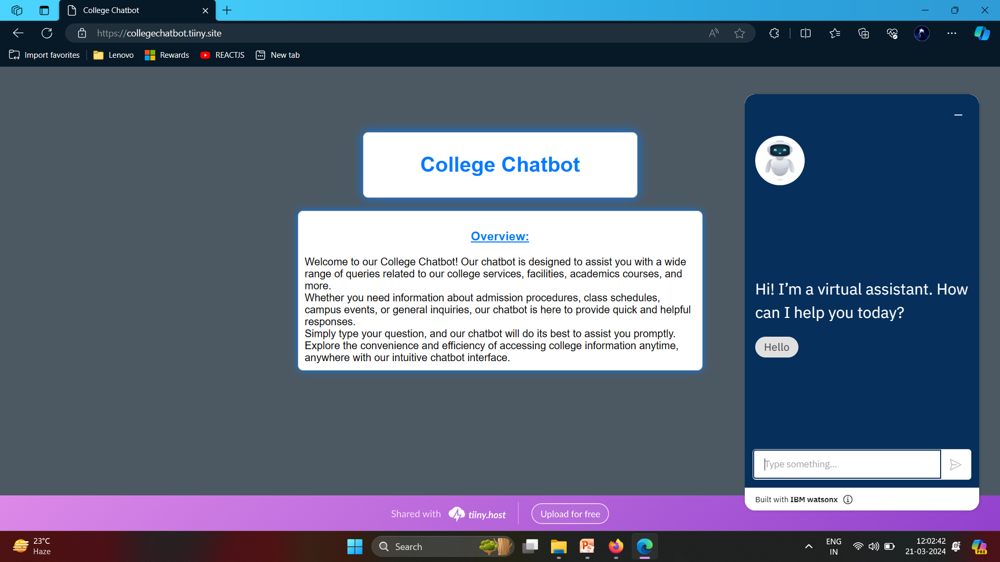 College Chatbot
https://collegechatbot.tiiny.site
Import favorites
Lenovo
Rewards
REACTJS
New tab
College Chatbot
Overview:
Welcome to our College Chatbot! Our chatbot is designed to assist you with a wide
range of queries related to our college services, facilities, academics courses, and
more.
Whether you need information about admission procedures, class schedules,
campus events, or general inquiries, our chatbot is here to provide quick and helpful
responses.
Simply type your question, and our chatbot will do its best to assist you promptly.
Explore the convenience and efficiency of accessing college information anytime,
anywhere with our intuitive chatbot interface.
Hi! I’m a virtual assistant. How
can I help you today?
Hello
Type something...
Built with IBM watsonx
Shared with tiiny.host
Upload for free
23°C
Haze
Search
ENG
IN
12:02:42
21-03-2024
PRE